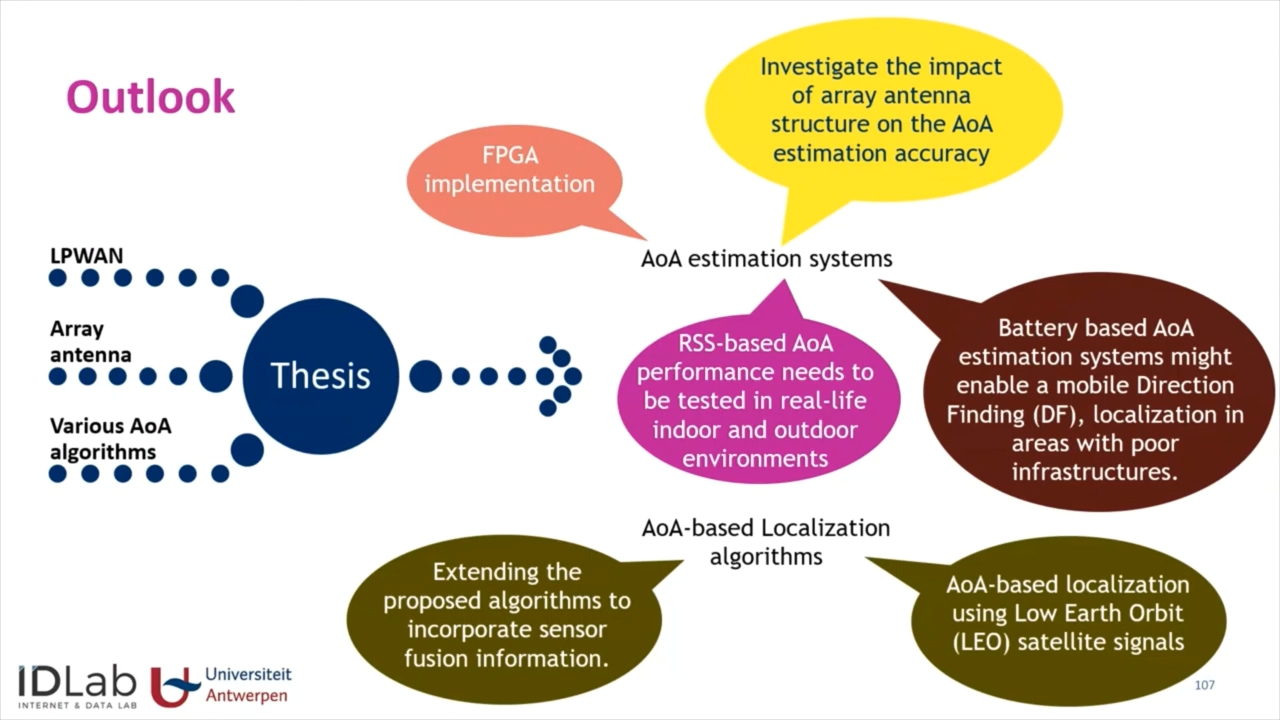 Outlook
Investigate the impact
of array antenna
structure on the AoA
estimation accuracy
FPGA
implementation
LPWAN
Array
antenna
Various AoA
algorithms
Thesis
AoA estimation systems
RSS-based AoA
performance needs to
be tested in real-life
indoor and outdoor
environments
Battery based AoA
estimation systems might
enable a mobile Direction
Finding (DF), localization in
areas with poor
infrastructures.
AoA-based Localization
algorithms
Extending the
proposed algorithms to
incorporate sensor
fusion information.
AoA-based localization
using Low Earth Orbit
(LEO) satellite signals
IDLab
INTERNET & DATA LAB
Universiteit
Antwerpen
107